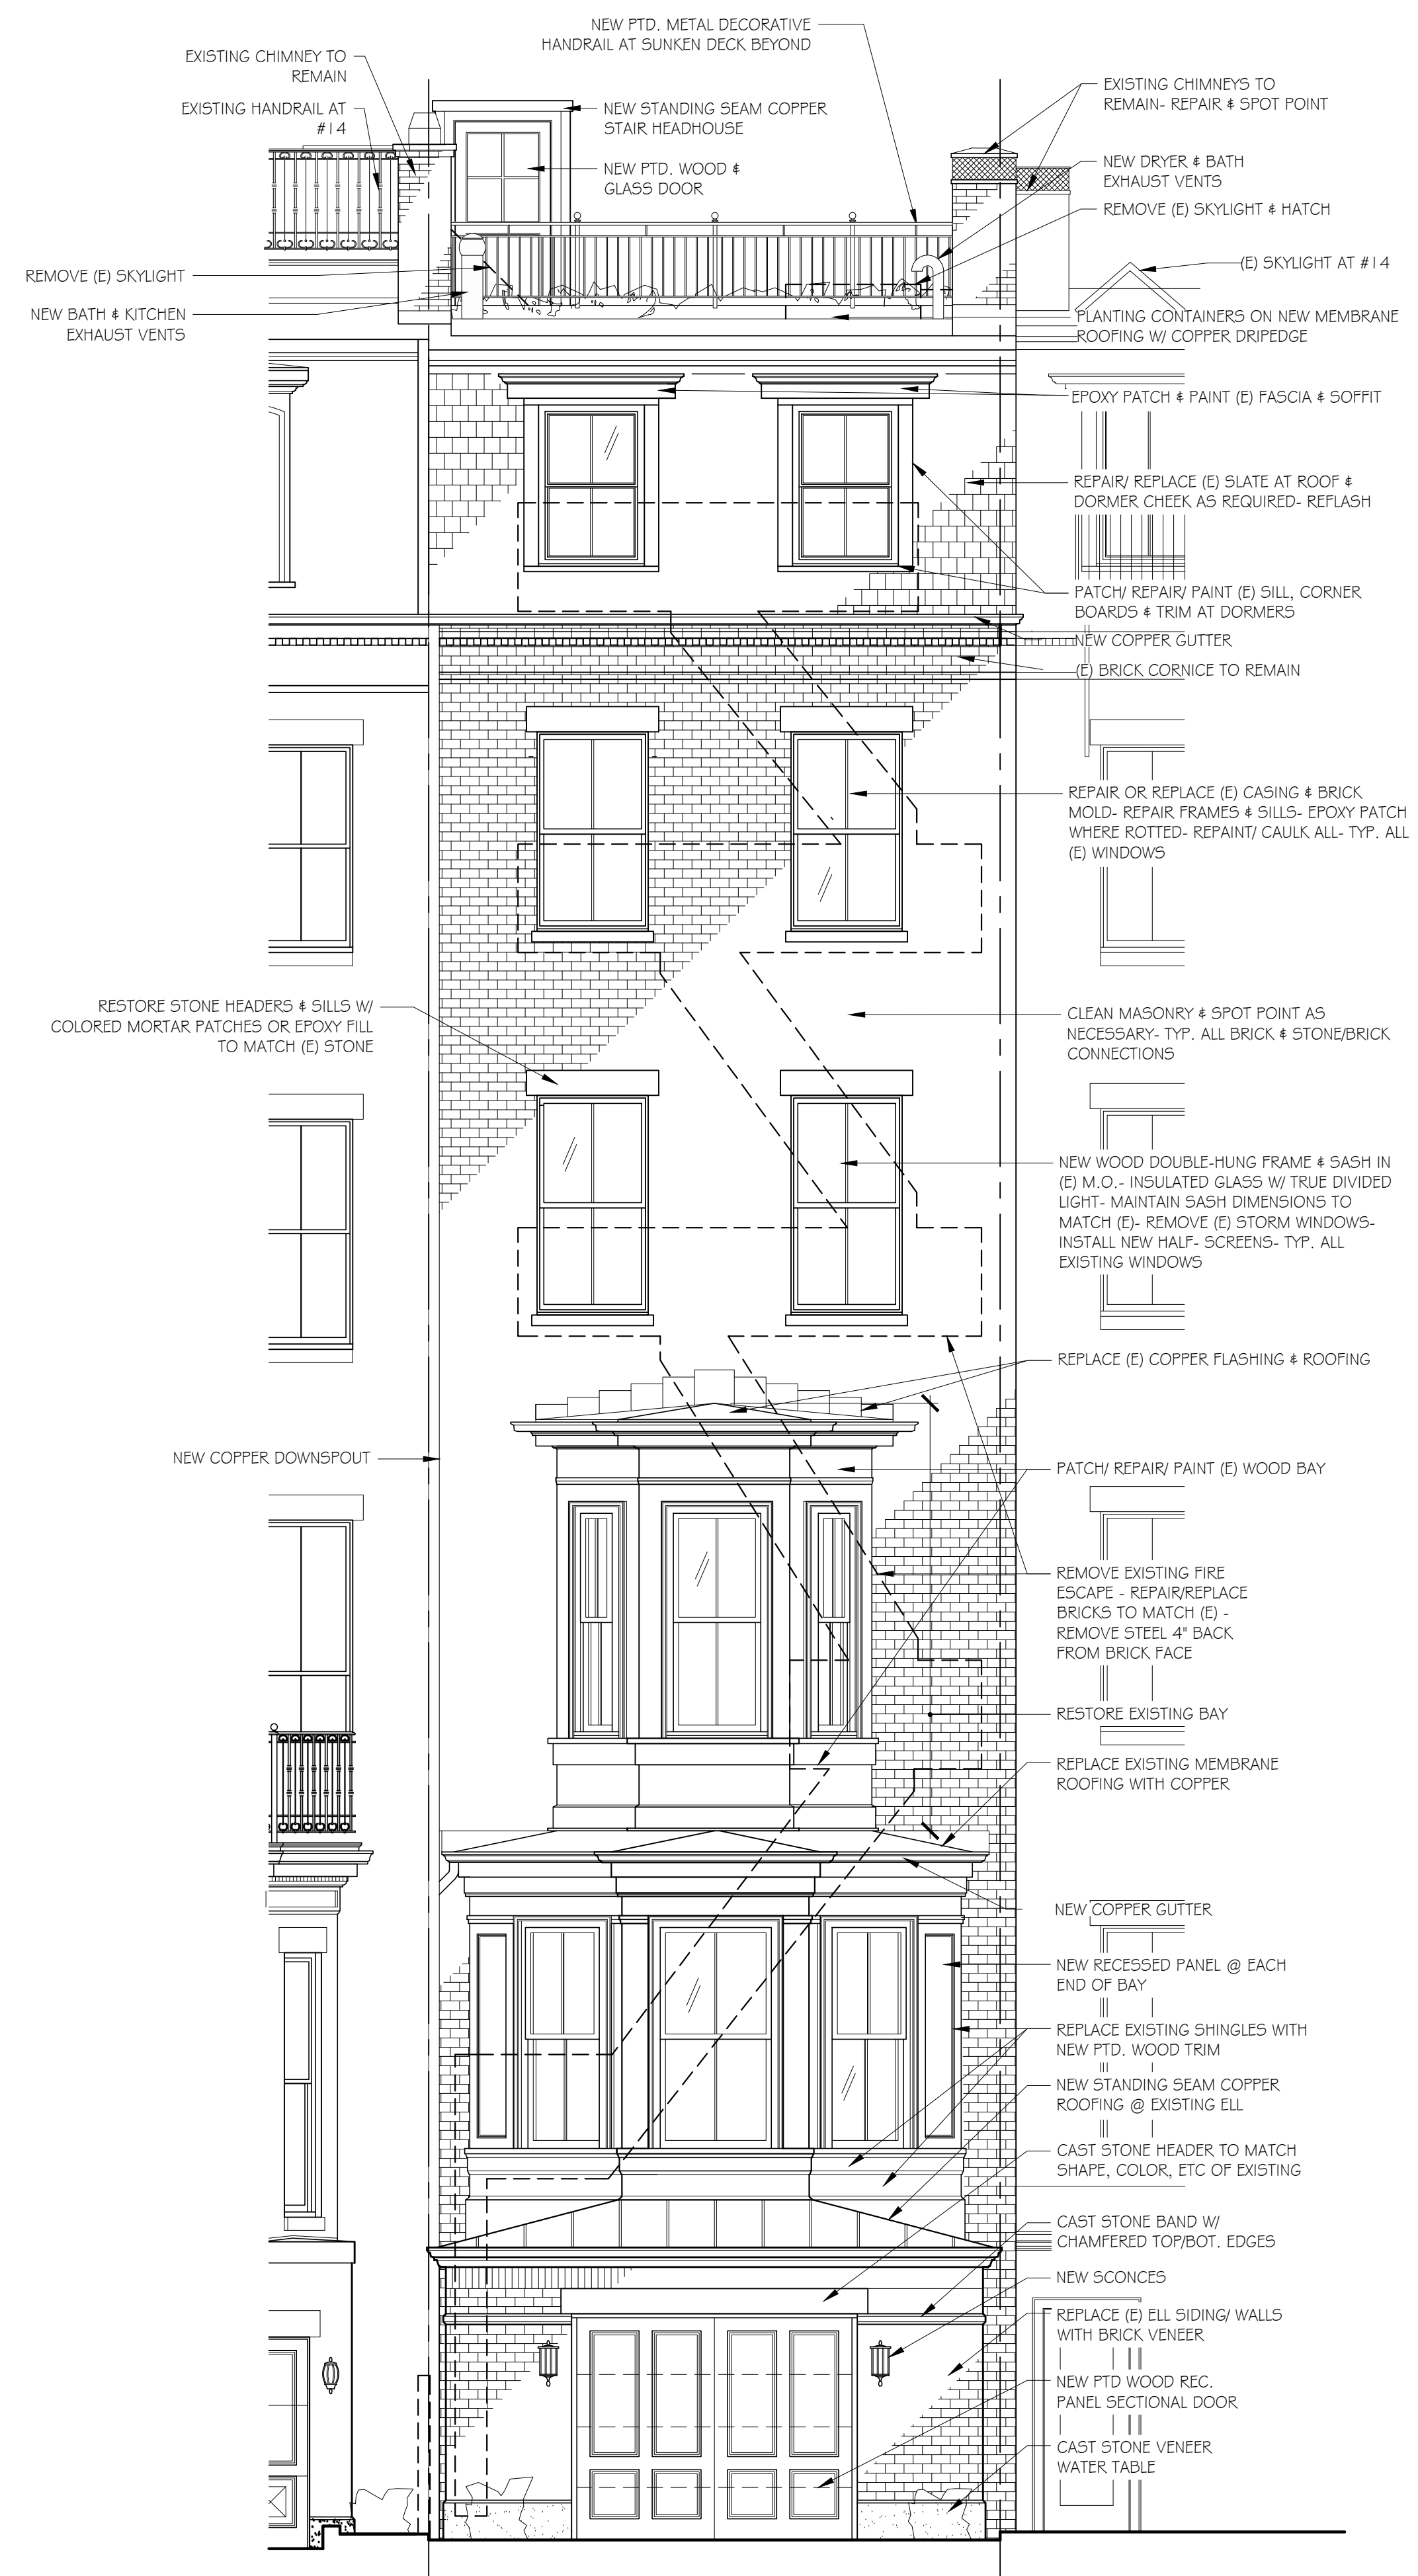 NEW PTD. METAL DECORATIVE
HANDRAIL AT SUNKEN DECK BEYOND
EXISTING CHIMNEY TO
REMAIN
EXISTING HANDRAIL AT
#14
NEW STANDING SEAM COPPER
STAIR HEADHOUSE
NEW PTD. WOOD &
GLASS DOOR
EXISTING CHIMNEYS TO
REMAIN- REPAIR & SPOT POINT
NEW DRYER & BATH
EXHAUST VENTS
REMOVE (E) SKYLIGHT & HATCH
(E) SKYLIGHT AT #14
REMOVE (E) SKYLIGHT
NEW BATH & KITCHEN
EXHAUST VENTS
PLANTING CONTAINERS ON NEW MEMBRANE
ROOFING W/ COPPER DRIPEDGE
EPOXY PATCH & PAINT (E) FASCIA & SOFFIT
REPAIR/ REPLACE (E) SLATE AT ROOF &
DORMER CHEEK AS REQUIRED- REFLASH
PATCH/ REPAIR/ PAINT (E) SILL, CORNER
BOARDS & TRIM AT DORMERS
NEW COPPER GUTTER
(E) BRICK CORNICE TO REMAIN
REPAIR OR REPLACE (E) CASING & BRICK
MOLD- REPAIR FRAMES & SILLS- EPOXY PATCH
WHERE ROTTED- REPAINT/ CAULK ALL- TYP. ALL
(E) WINDOWS
RESTORE STONE HEADERS & SILLS W/
COLORED MORTAR PATCHES OR EPOXY FILL
TO MATCH (E) STONE
CLEAN MASONRY & SPOT POINT AS
NECESSARY- TYP. ALL BRICK & STONE/BRICK
CONNECTIONS
NEW WOOD DOUBLE-HUNG FRAME & SASH IN
(E) M.O.- INSULATED GLASS W/ TRUE DIVIDED
LIGHT- MAINTAIN SASH DIMENSIONS TO
MATCH (E)- REMOVE (E) STORM WINDOWS-
INSTALL NEW HALF- SCREENS- TYP. ALL
EXISTING WINDOWS
REPLACE (E) COPPER FLASHING & ROOFING
NEW COPPER DOWNSPOUT
PATCH/ REPAIR/ PAINT (E) WOOD BAY
REMOVE EXISTING FIRE
ESCAPE - REPAIR/REPLACE
BRICKS TO MATCH (E) -
REMOVE STEEL 4" BACK
FROM BRICK FACE
RESTORE EXISTING BAY
REPLACE EXISTING MEMBRANE
ROOFING WITH COPPER
NEW COPPER GUTTER
NEW RECESSED PANEL @ EACH
END OF BAY
REPLACE EXISTING SHINGLES WITH
NEW PTD. WOOD TRIM
NEW STANDING SEAM COPPER
ROOFING @ EXISTING ELL
CAST STONE HEADER TO MATCH
SHAPE, COLOR, ETC OF EXISTING
CAST STONE BAND W/
CHAMFERED TOP/BOT. EDGES
NEW SCONCES
REPLACE (E) ELL SIDING/ WALLS
WITH BRICK VENEER
NEW PTD WOOD REC.
PANEL SECTIONAL DOOR
CAST STONE VENEER
WATER TABLE